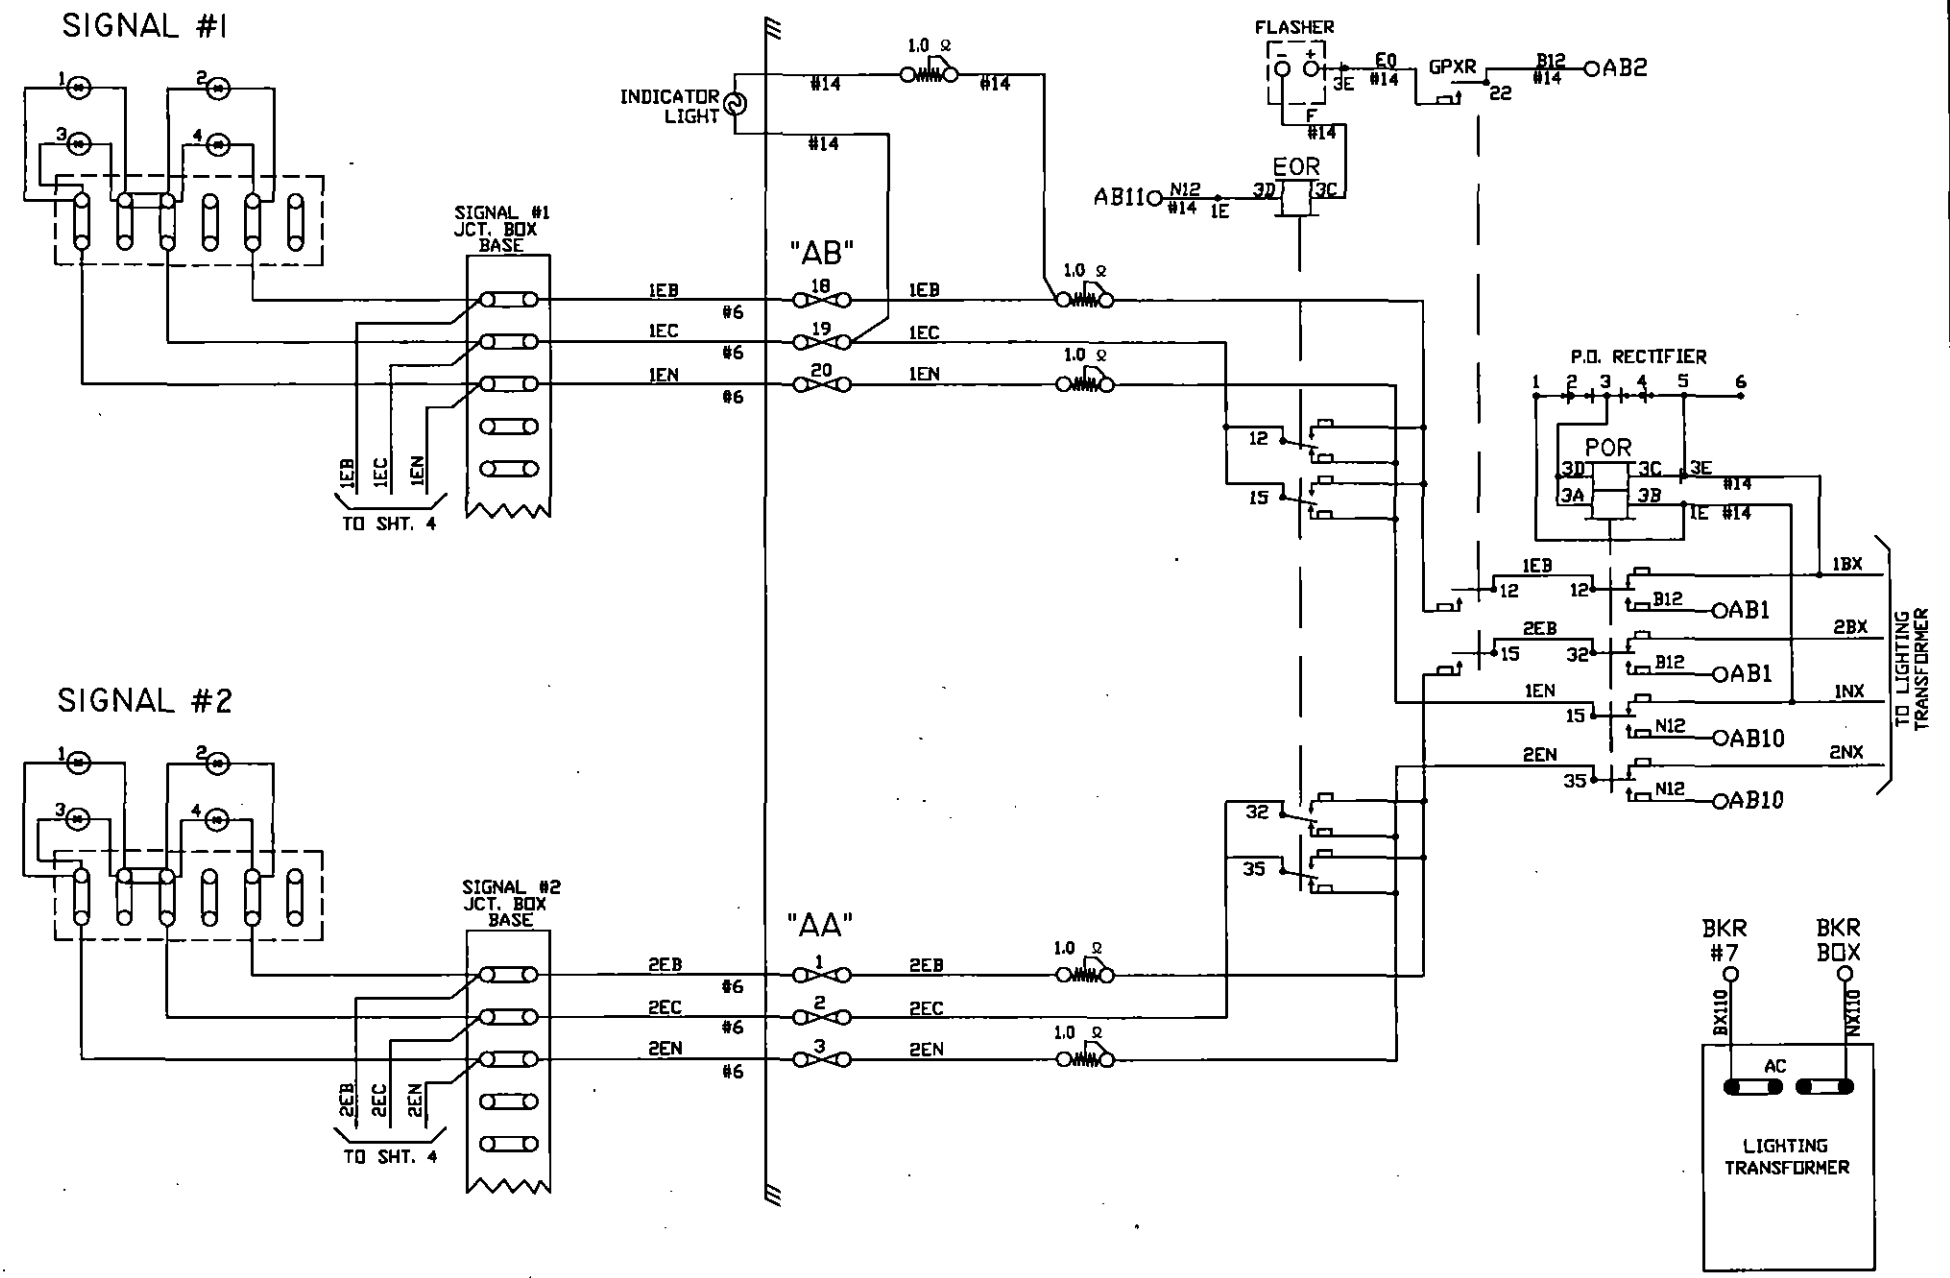 SIGNAL #1
1
2
3
4
SIGNAL #1
JCT. BOX
BASE
1EB
1EC
1EN
TO SHT. 4
INDICATOR
LIGHT
#14
1.0 Ω
#14
#14
"AB"
1EB
#6
18
1EB
1.0 Ω
1EC
#6
19
1EC
1EN
#6
20
1EN
1.0 Ω
FLASHER
- +
3E
E0
#14
GPXR
22
B12
#14
AB2
F
#14
EOR
AB11
N12
#14
1E
3D
3C
12
15
P.O. RECTIFIER
1 2 3 4 5 6
POR
3D
3C
3E
#14
3A
3B
1E #14
1EB
12
12
1BX
B12
AB1
2EB
15
32
2BX
B12
AB1
1EN
15
1NX
N12
AB10
2EN
35
2NX
N12
AB10
TO LIGHTING
TRANSFORMER
SIGNAL #2
1
2
3
4
SIGNAL #2
JCT. BOX
BASE
2EB
2EC
2EN
TO SHT. 4
"AA"
2EB
#6
1
2EB
1.0 Ω
2EC
#6
2
2EC
2EN
#6
3
2EN
1.0 Ω
32
35
BKR
#7
BKR
BOX
BX110
NX110
AC
LIGHTING
TRANSFORMER